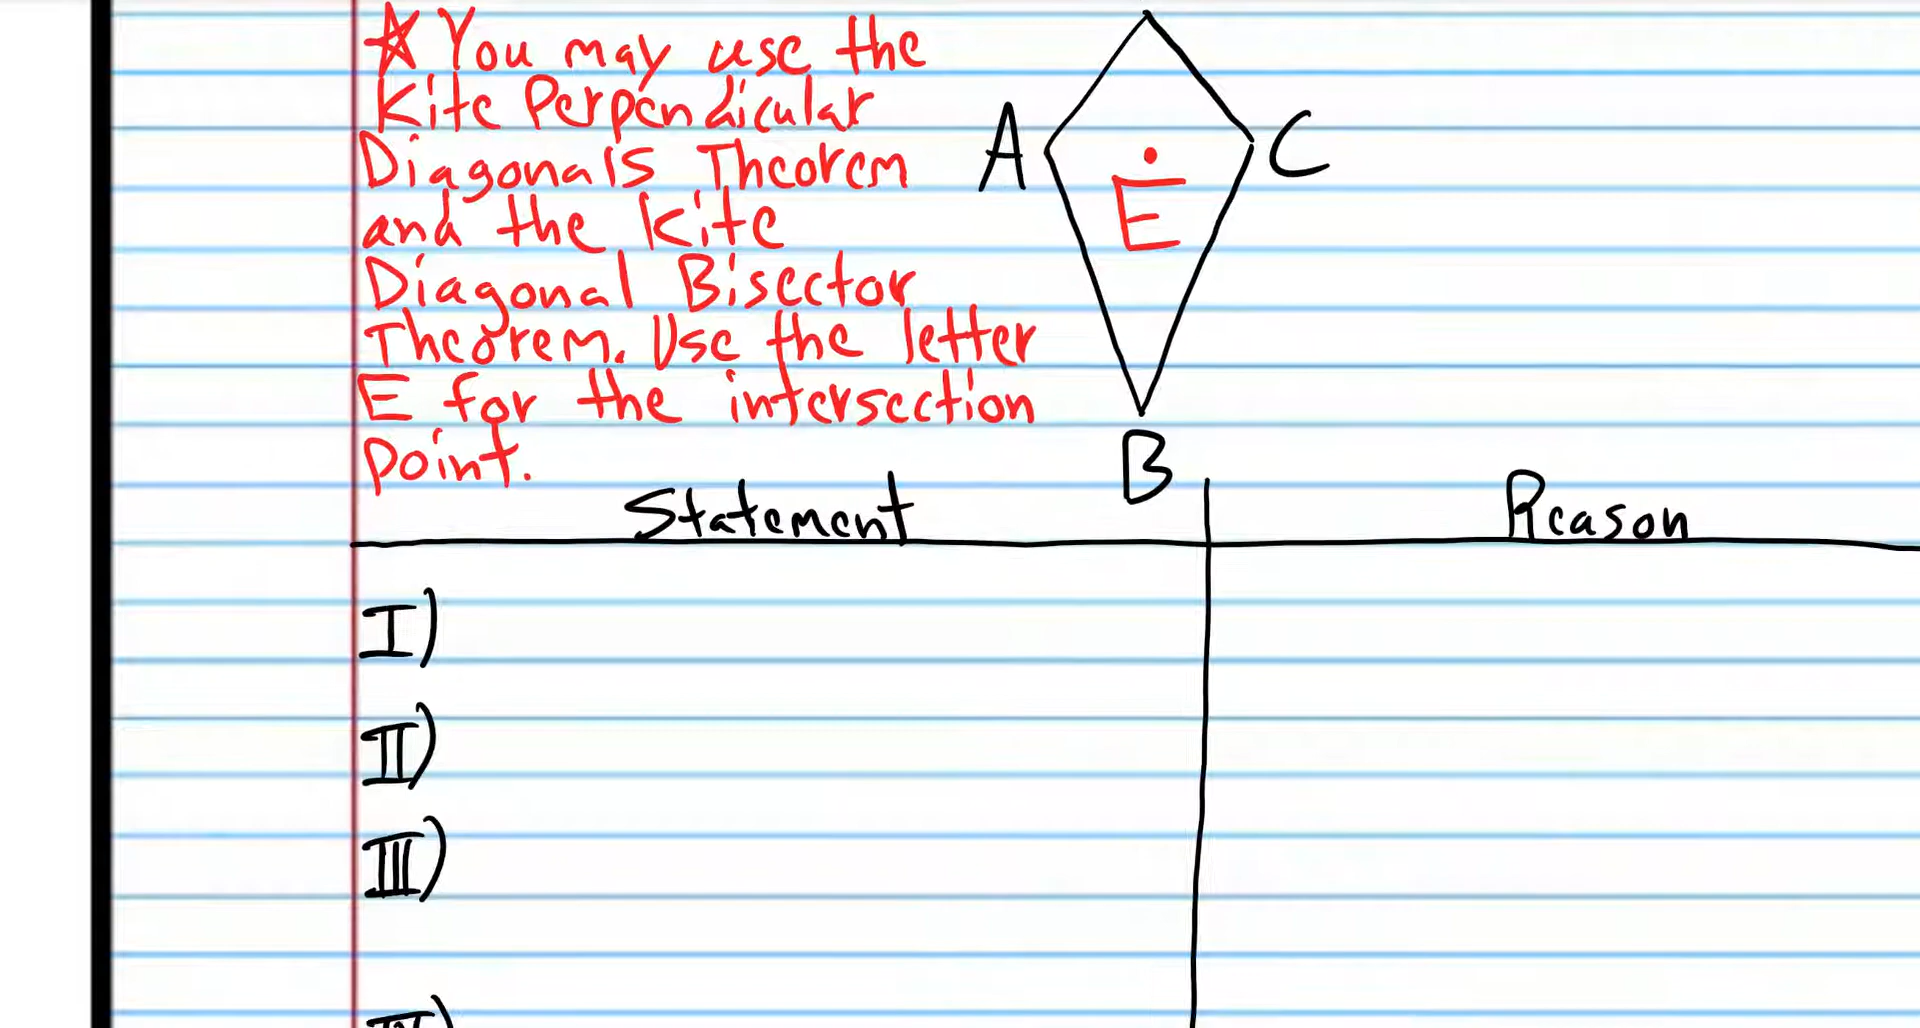 ☆ You may use the
Kite Perpendicular
Diagonals Theorem
and the Kite
Diagonal Bisector
Theorem. Use the letter
E for the intersection
point.
A
C
E
B
Statement
Reason
I)
II)
III)